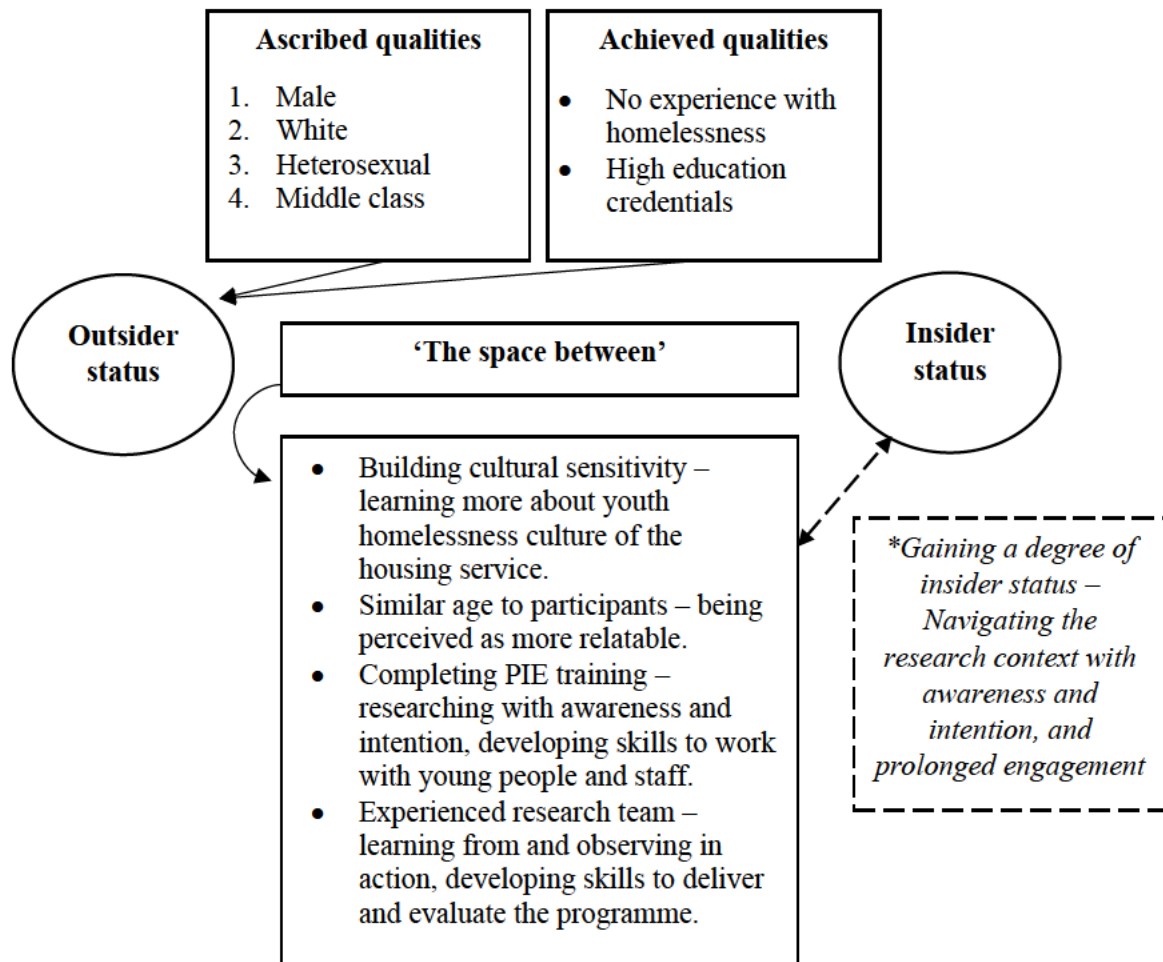 Ascribed qualities
1. Male
2. White
3. Heterosexual
4. Middle class
Achieved qualities
• No experience with
homelessness
• High education
credentials
Outsider
status
‘The space between’
Insider
status
• Building cultural sensitivity –
learning more about youth
homelessness culture of the
housing service.
• Similar age to participants – being
perceived as more relatable.
• Completing PIE training –
researching with awareness and
intention, developing skills to work
with young people and staff.
• Experienced research team –
learning from and observing in
action, developing skills to deliver
and evaluate the programme.
*Gaining a degree of
insider status –
Navigating the
research context with
awareness and
intention, and
prolonged engagement